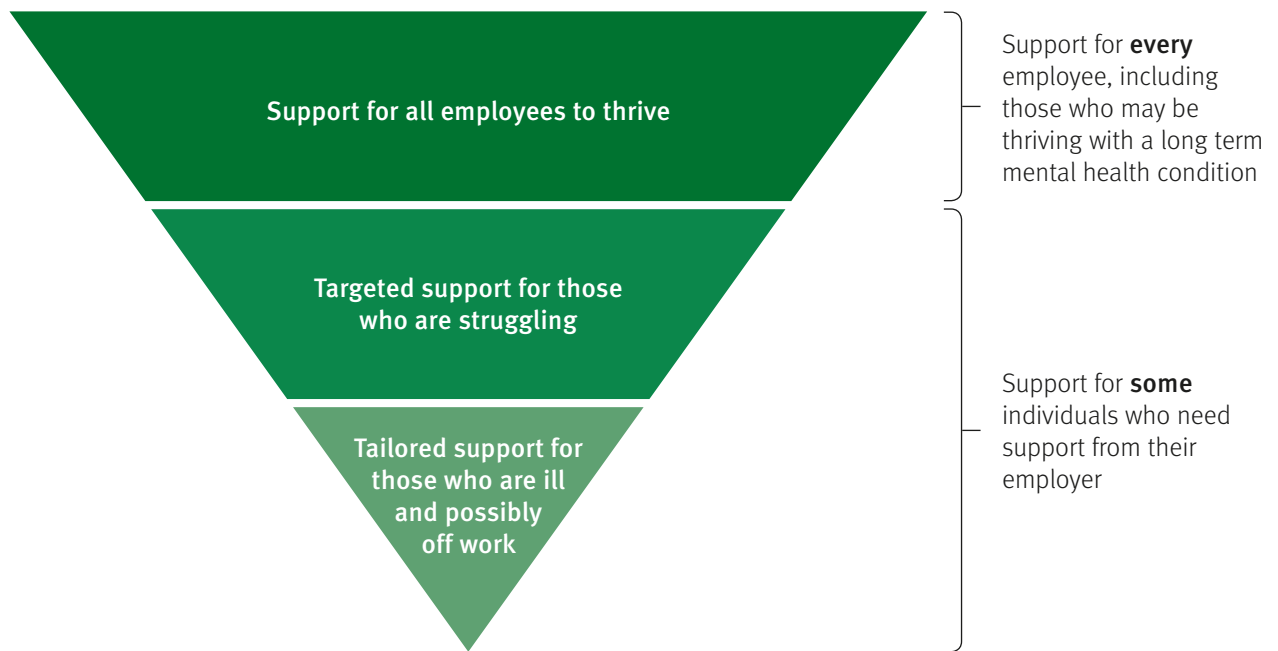 Support for all employees to thrive
Support for every
employee, including
those who may be
thriving with a long term
mental health condition
Targeted support for those
who are struggling
Tailored support for
those who are ill
and possibly
off work
Support for some
individuals who need
support from their
employer